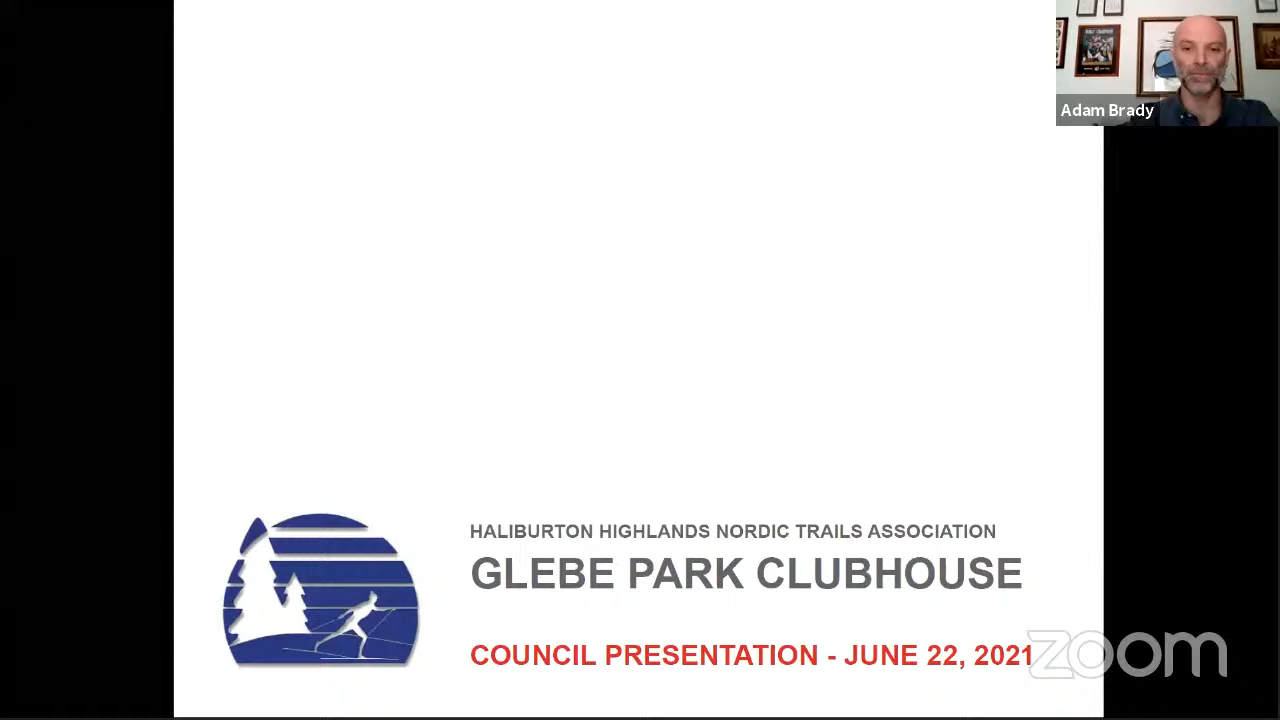 Adam Brady
HALIBURTON HIGHLANDS NORDIC TRAILS ASSOCIATION
GLEBE PARK CLUBHOUSE
COUNCIL PRESENTATION - JUNE 22, 2021
zoom